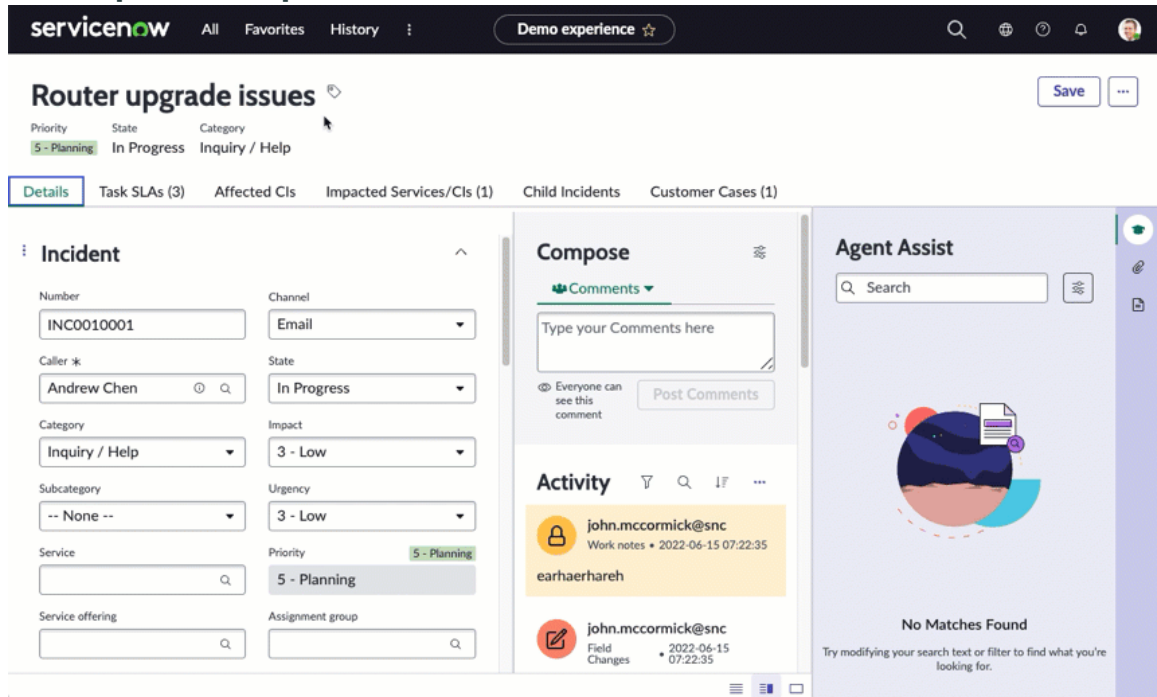 servicenow All Favorites History Demo experience
Router upgrade issues
Save
Priority State Category
5 - Planning In Progress Inquiry / Help
Details Task SLAs (3) Affected CIs Impacted Services/CIs (1) Child Incidents Customer Cases (1)
Incident
Number
INC0010001
Channel
Email
Caller
Andrew Chen
State
In Progress
Category
Inquiry / Help
Impact
3 - Low
Subcategory
-- None --
Urgency
3 - Low
Service
Priority 5 - Planning
5 - Planning
Service offering
Assignment group
Compose
Comments
Type your Comments here
Everyone can
see this
comment
Post Comments
Activity
john.mccormick@snc
Work notes • 2022-06-15 07:22:35
earhaerhareh
john.mccormick@snc
Field
Changes
• 2022-06-15
07:22:35
Agent Assist
Search
No Matches Found
Try modifying your search text or filter to find what you're
looking for.